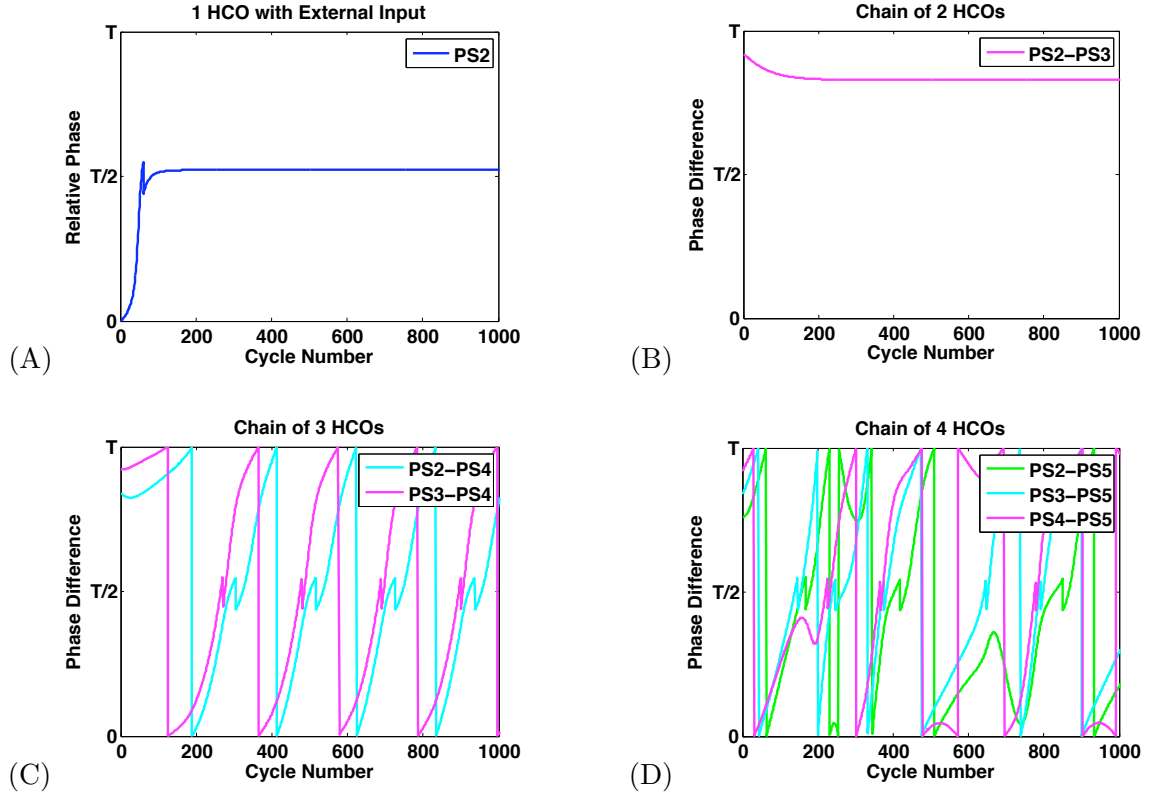 1 HCO with External Input
T
T/2
0
Relative Phase
PS2
0 200 400 600 800 1000
Cycle Number
(A)
Chain of 2 HCOs
T
T/2
0
Phase Difference
PS2−PS3
0 200 400 600 800 1000
Cycle Number
(B)
Chain of 3 HCOs
T
T/2
0
Phase Difference
PS2−PS4
PS3−PS4
0 200 400 600 800 1000
Cycle Number
(C)
Chain of 4 HCOs
T
T/2
0
Phase Difference
PS2−PS5
PS3−PS5
PS4−PS5
0 200 400 600 800 1000
Cycle Number
(D)